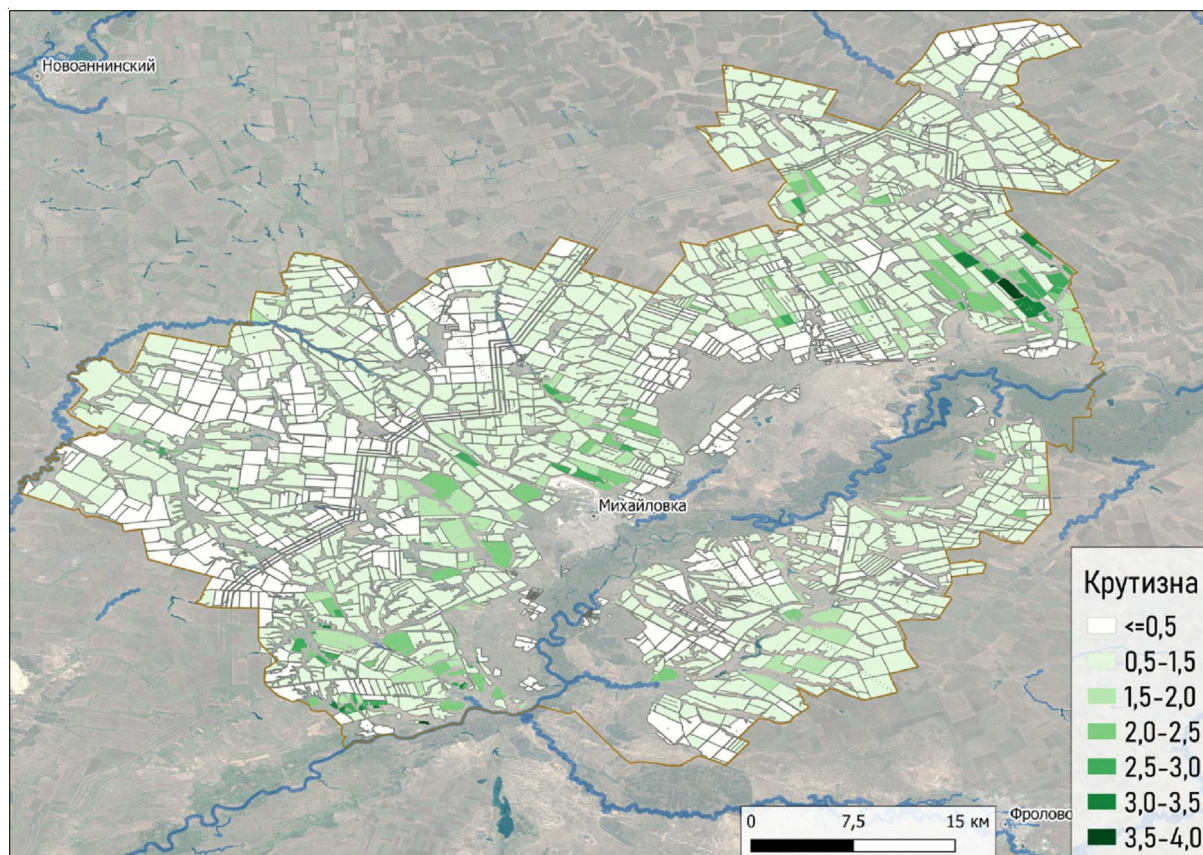 Новоаннинский
Михайловка
Крутизна
<=0,5
0,5-1,5
1,5-2,0
2,0-2,5
2,5-3,0
3,0-3,5
3,5-4,0
0 7,5 15 км
Фролово